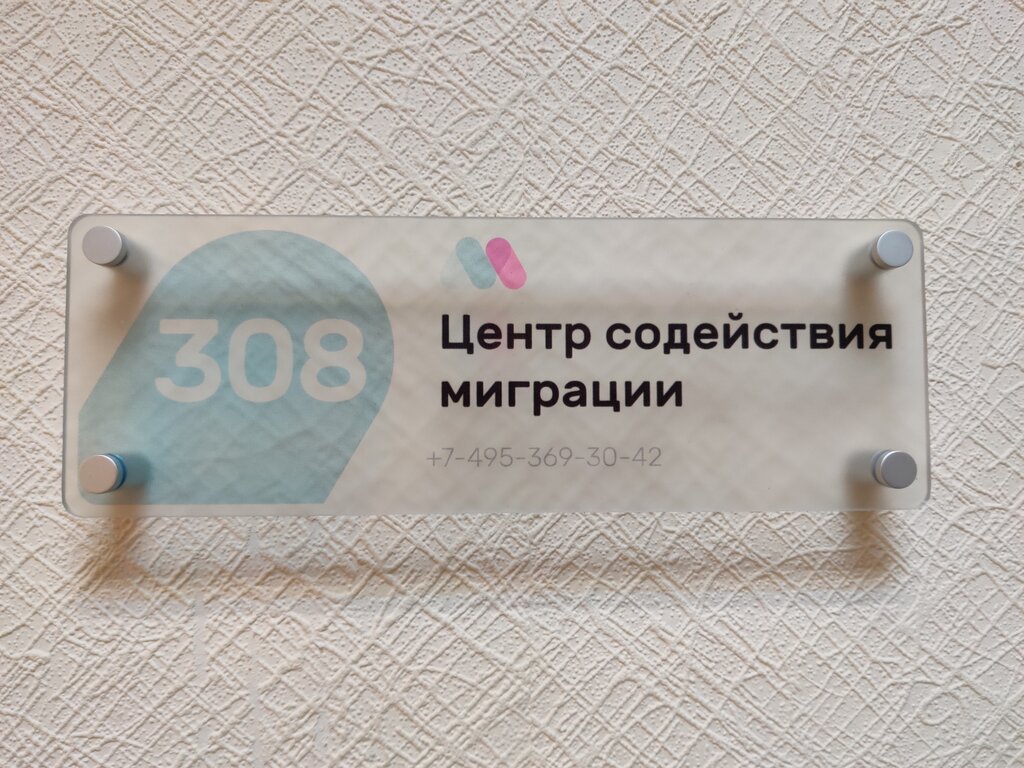 308
Центр содействия
миграции
+7-495-369-30-42